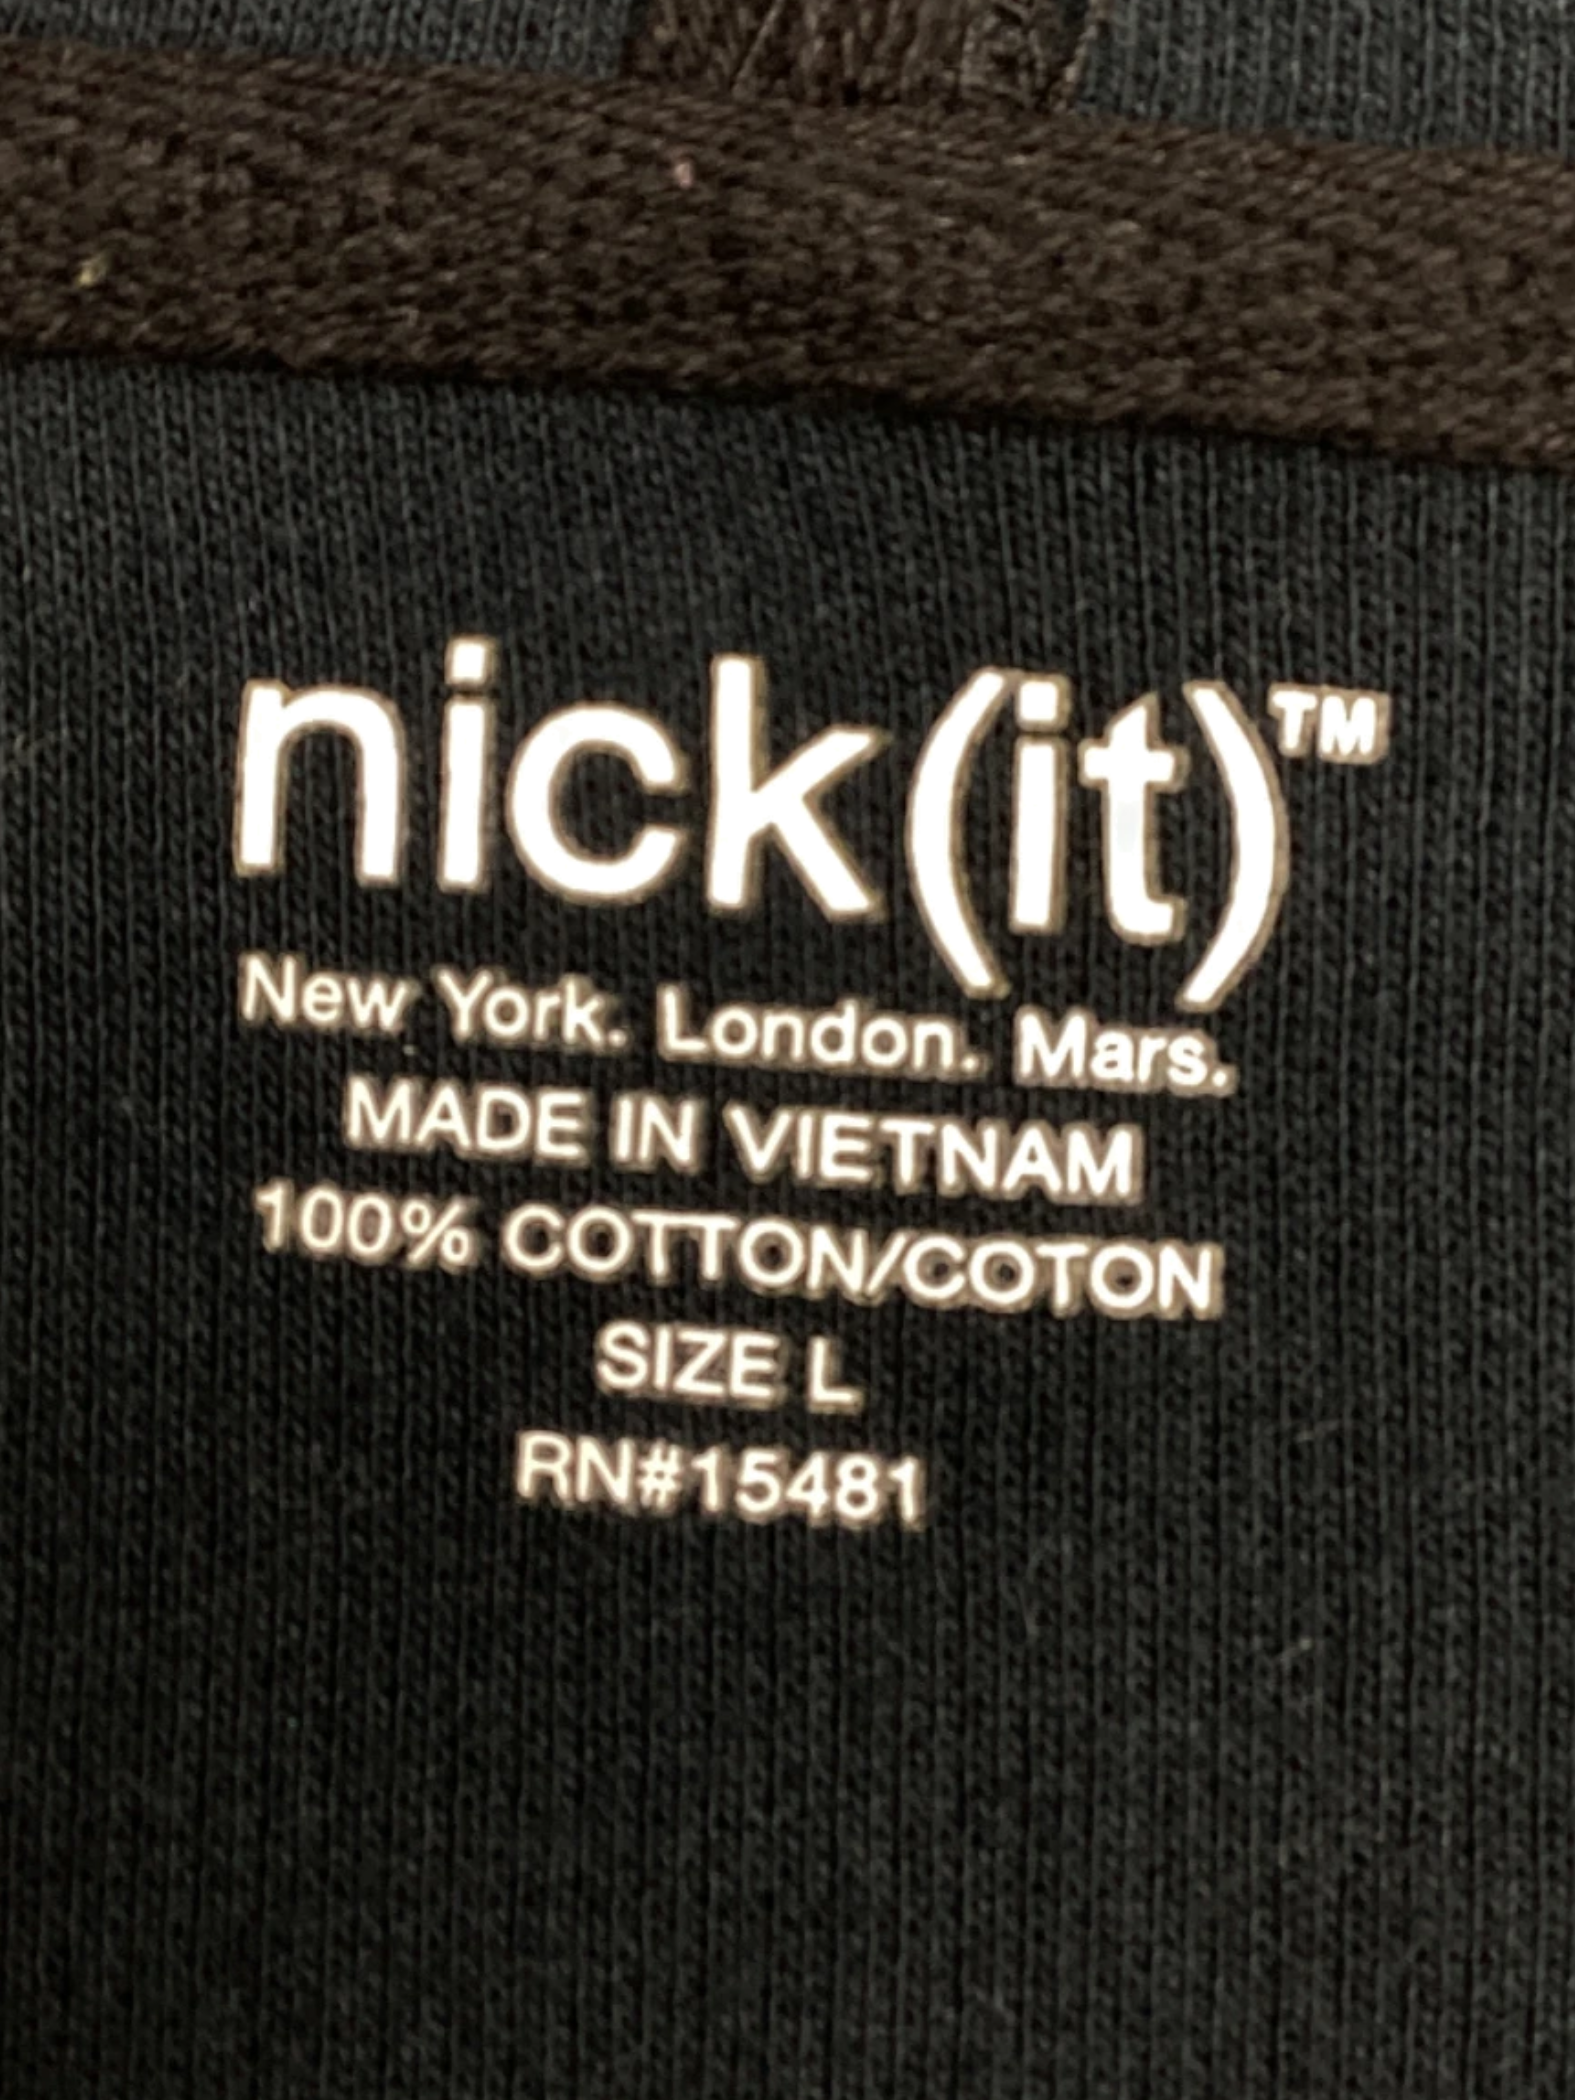 nick(it)™
New York. London. Mars.
MADE IN VIETNAM
100% COTTON/COTON
SIZE L
RN#15481